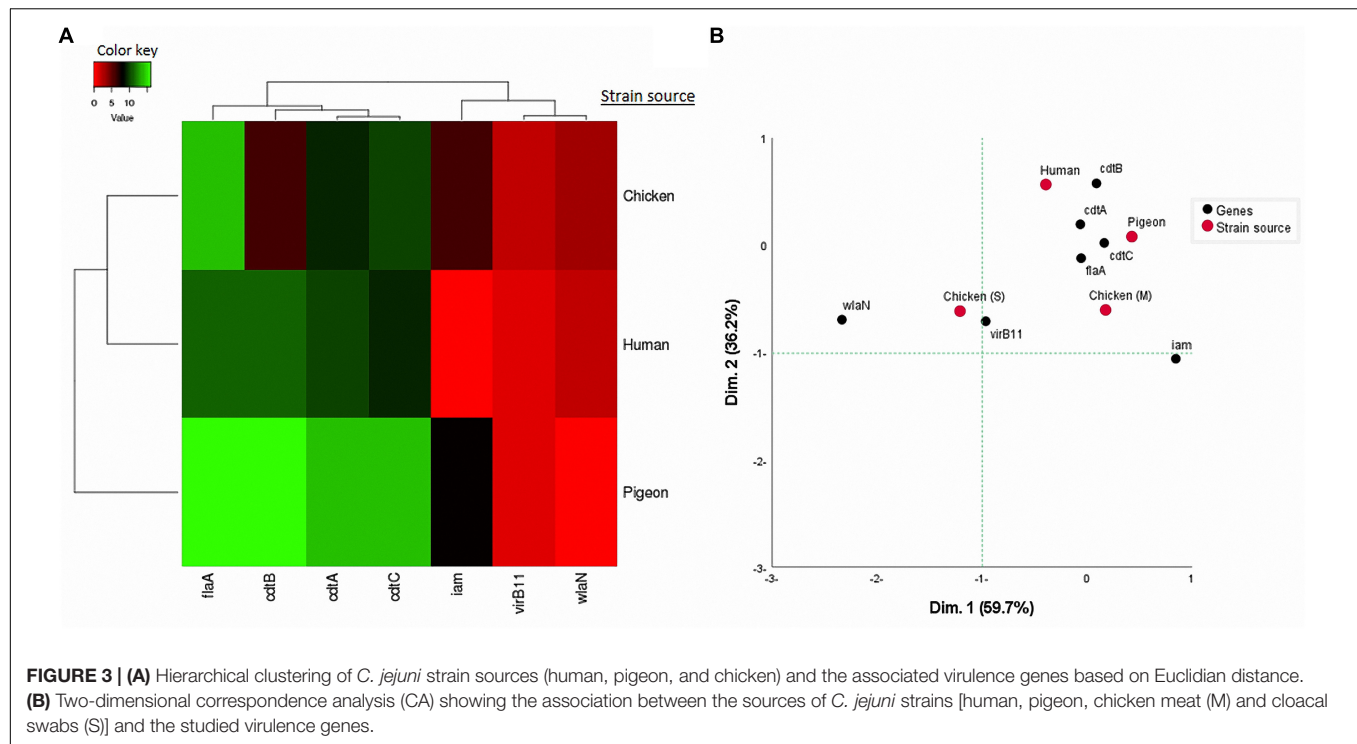 A
Color key
0 5 10
Value
Strain source
Chicken
Human
Pigeon
flaA
cdtB
cdtA
cdtC
iam
virB11
wlaN
B
Dim. 2 (36.2%)
1
0
-1-
-2-
-3-
-3
-2
-1
0
1
Dim. 1 (59.7%)
Human
cdtB
cdtA
Pigeon
cdtC
flaA
wlaN
Chicken (S)
virB11
Chicken (M)
iam
Genes
Strain source
FIGURE 3 | (A) Hierarchical clustering of C. jejuni strain sources (human, pigeon, and chicken) and the associated virulence genes based on Euclidian distance.
(B) Two-dimensional correspondence analysis (CA) showing the association between the sources of C. jejuni strains [human, pigeon, chicken meat (M) and cloacal
swabs (S)] and the studied virulence genes.